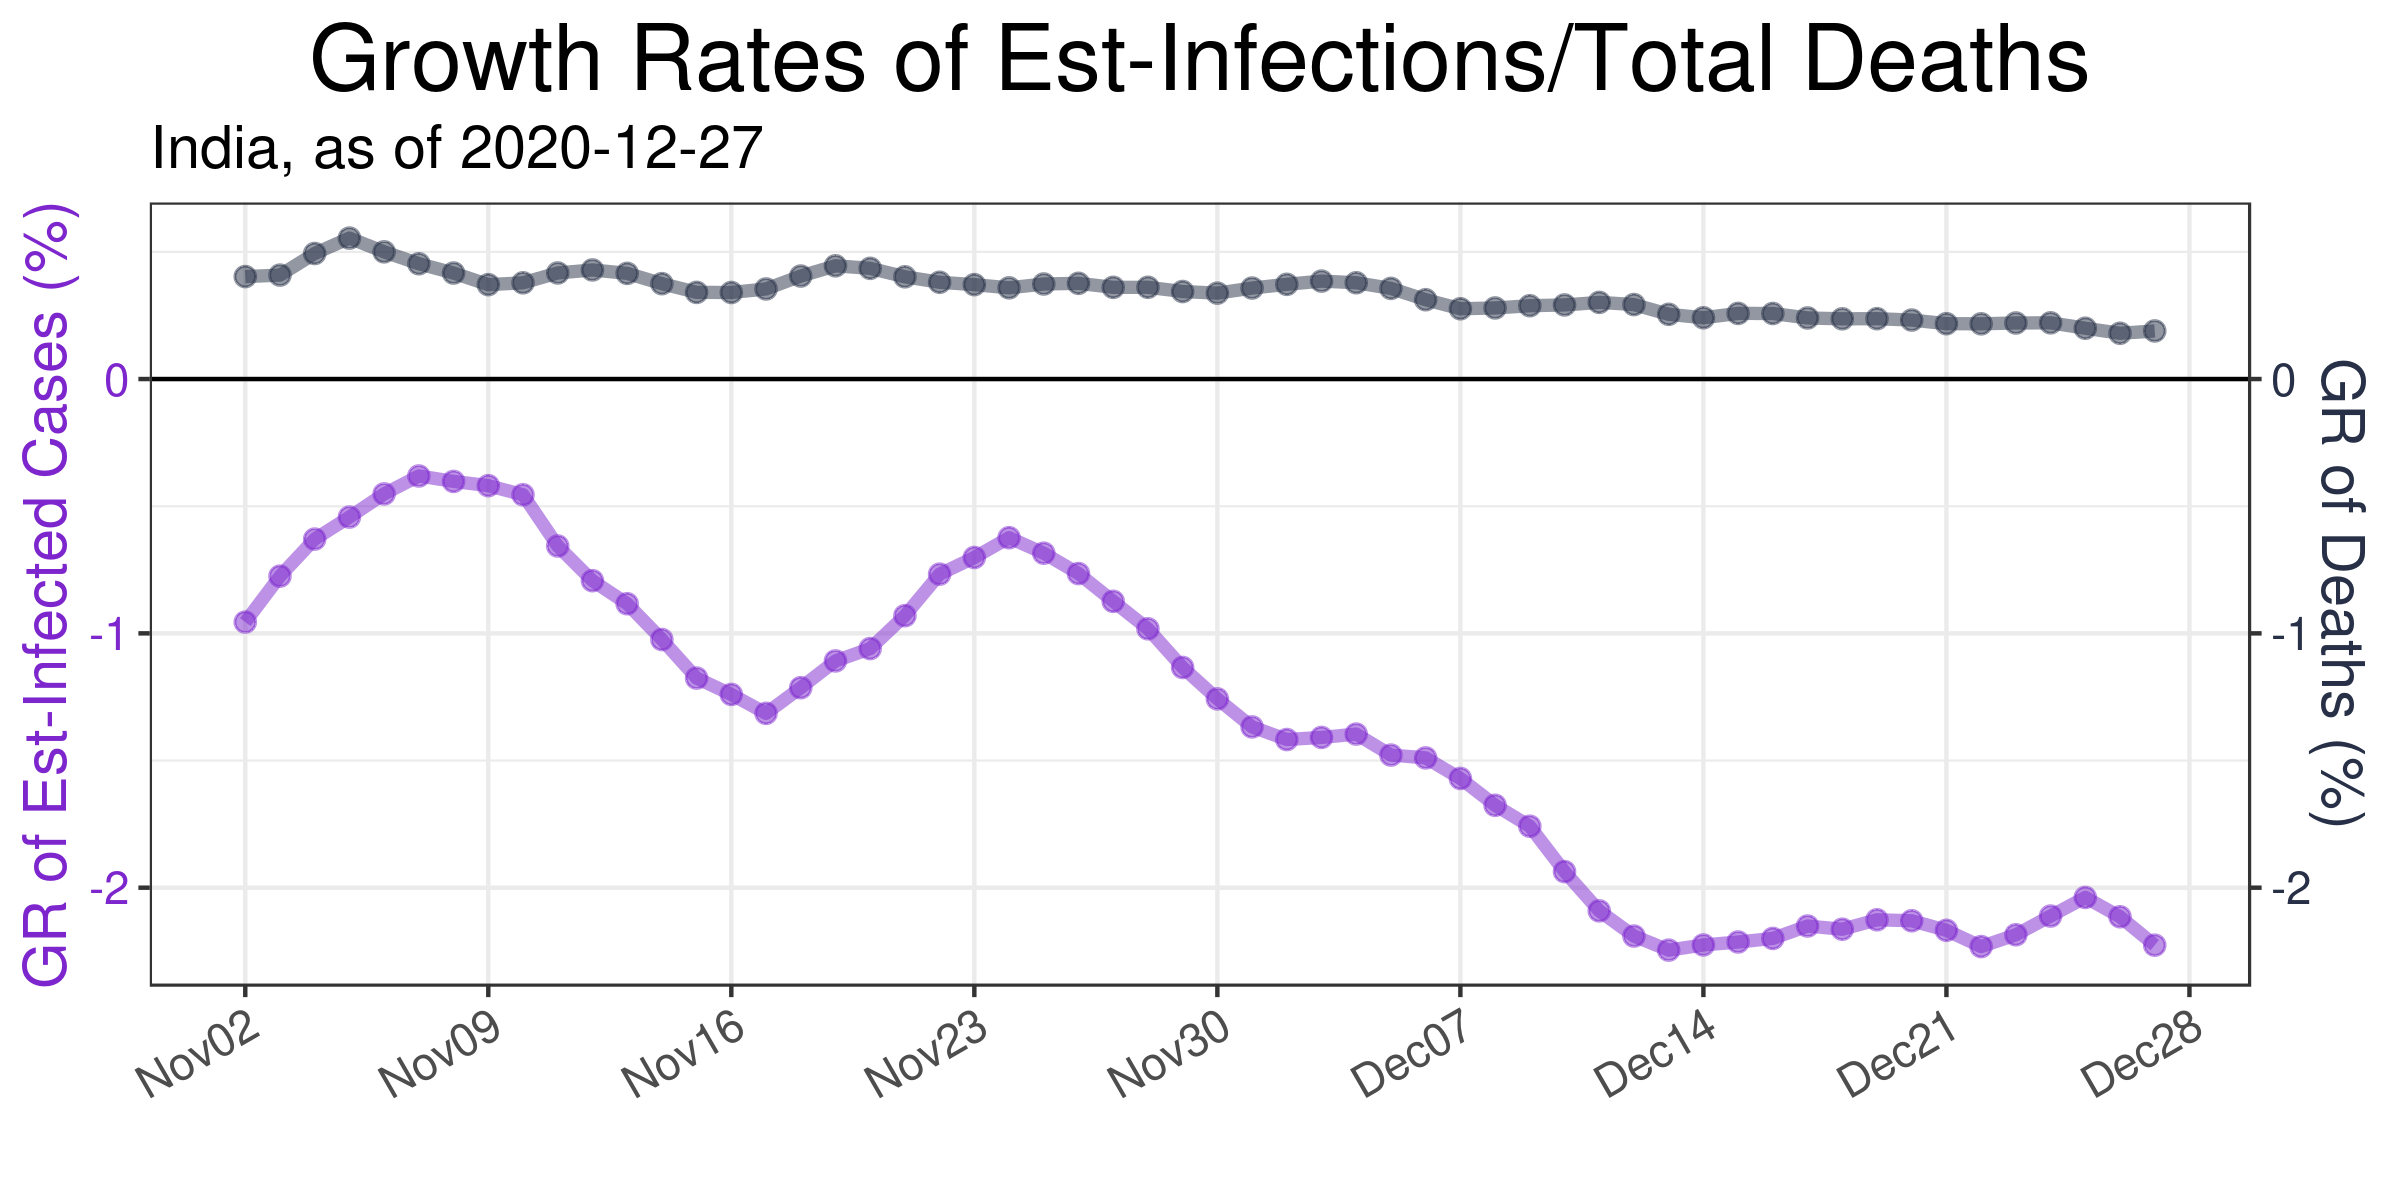 Growth Rates of Est-Infections/Total Deaths
India, as of 2020-12-27
GR of Est-Infected Cases (%)
0
-1
-2
0
-1
-2
GR of Deaths (%)
Nov02
Nov09
Nov16
Nov23
Nov30
Dec07
Dec14
Dec21
Dec28